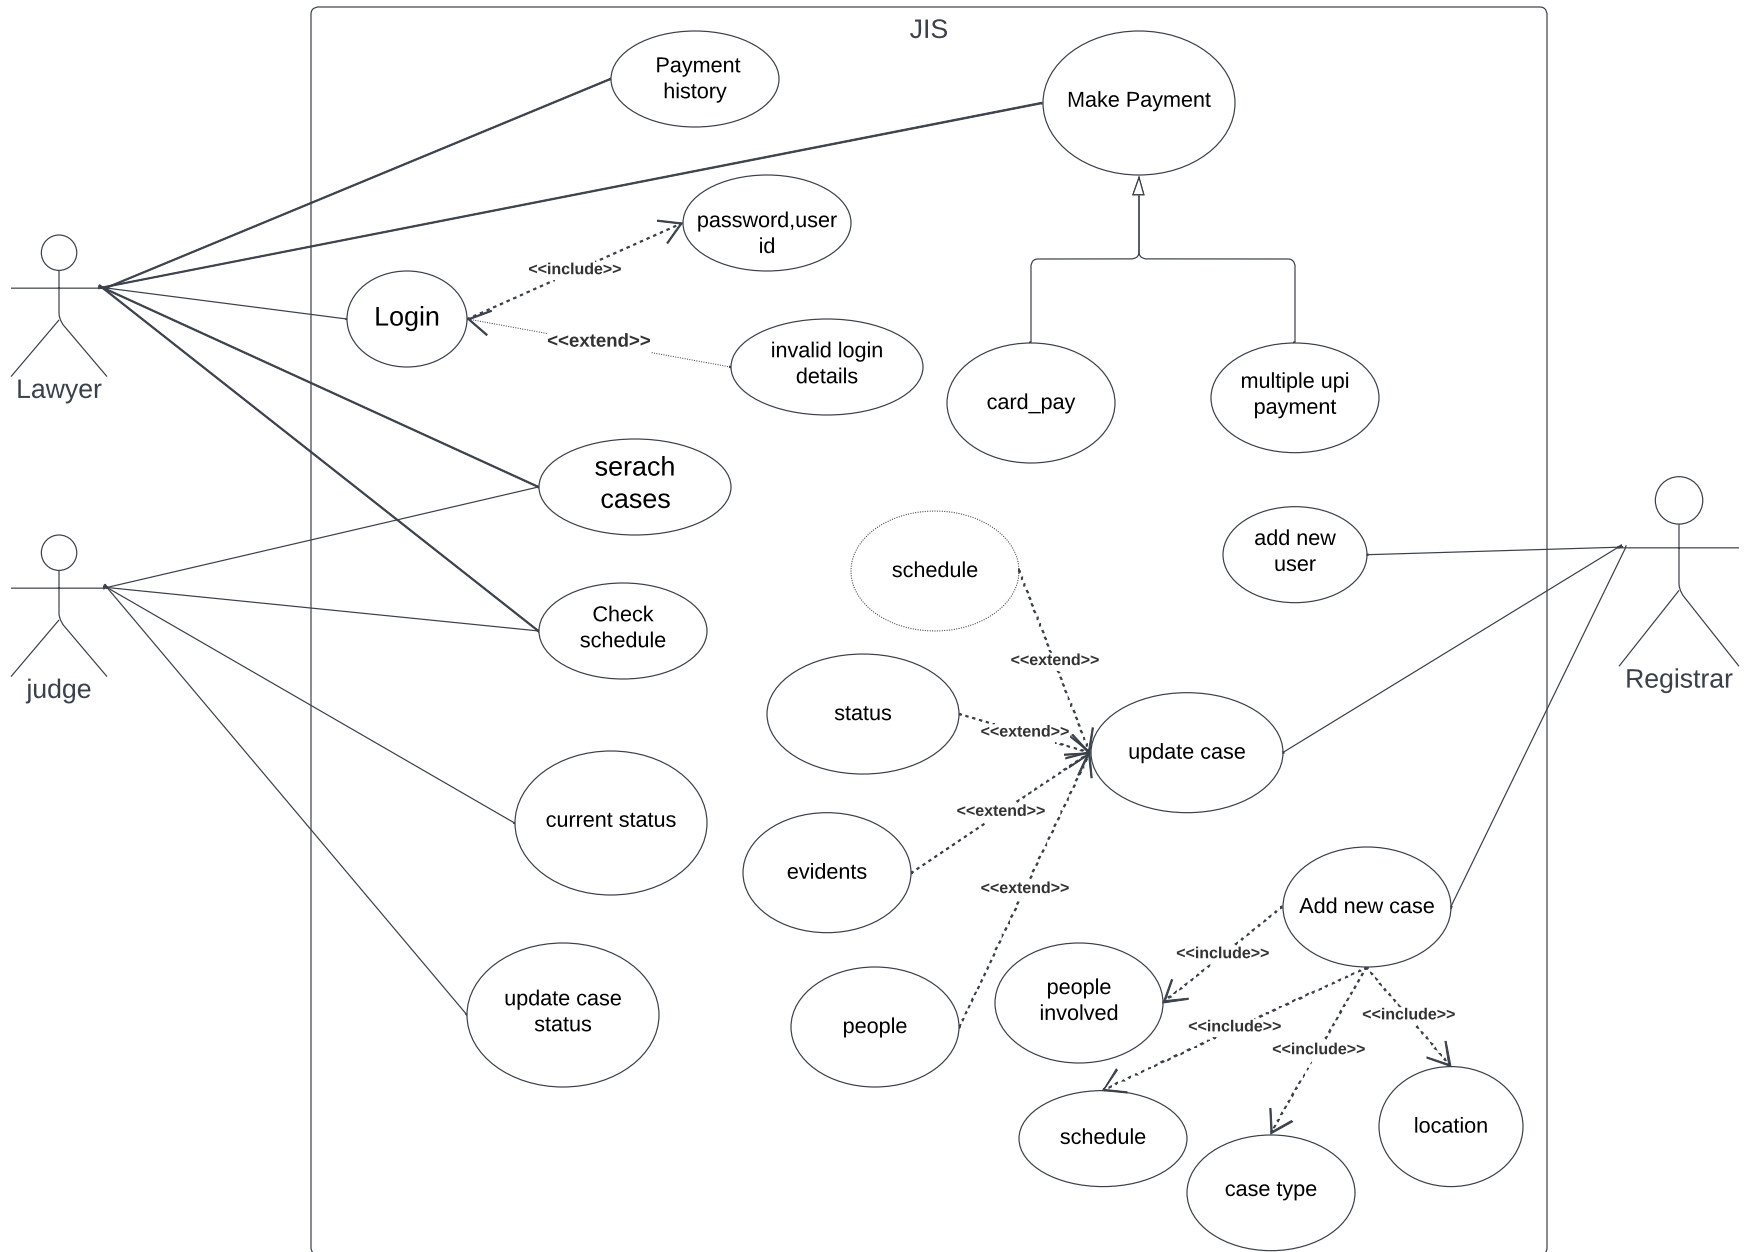 JIS
Payment
history
Make Payment
password,user
id
<<include>>
Login
<<extend>>
invalid login
details
Lawyer
card_pay
multiple upi
payment
serach
cases
schedule
add new
user
Check
schedule
judge
Registrar
<<extend>>
status
<<extend>>
update case
current status
<<extend>>
evidents
<<extend>>
Add new case
<<include>>
people
involved
update case
status
people
<<include>>
<<include>>
<<include>>
schedule
case type
location